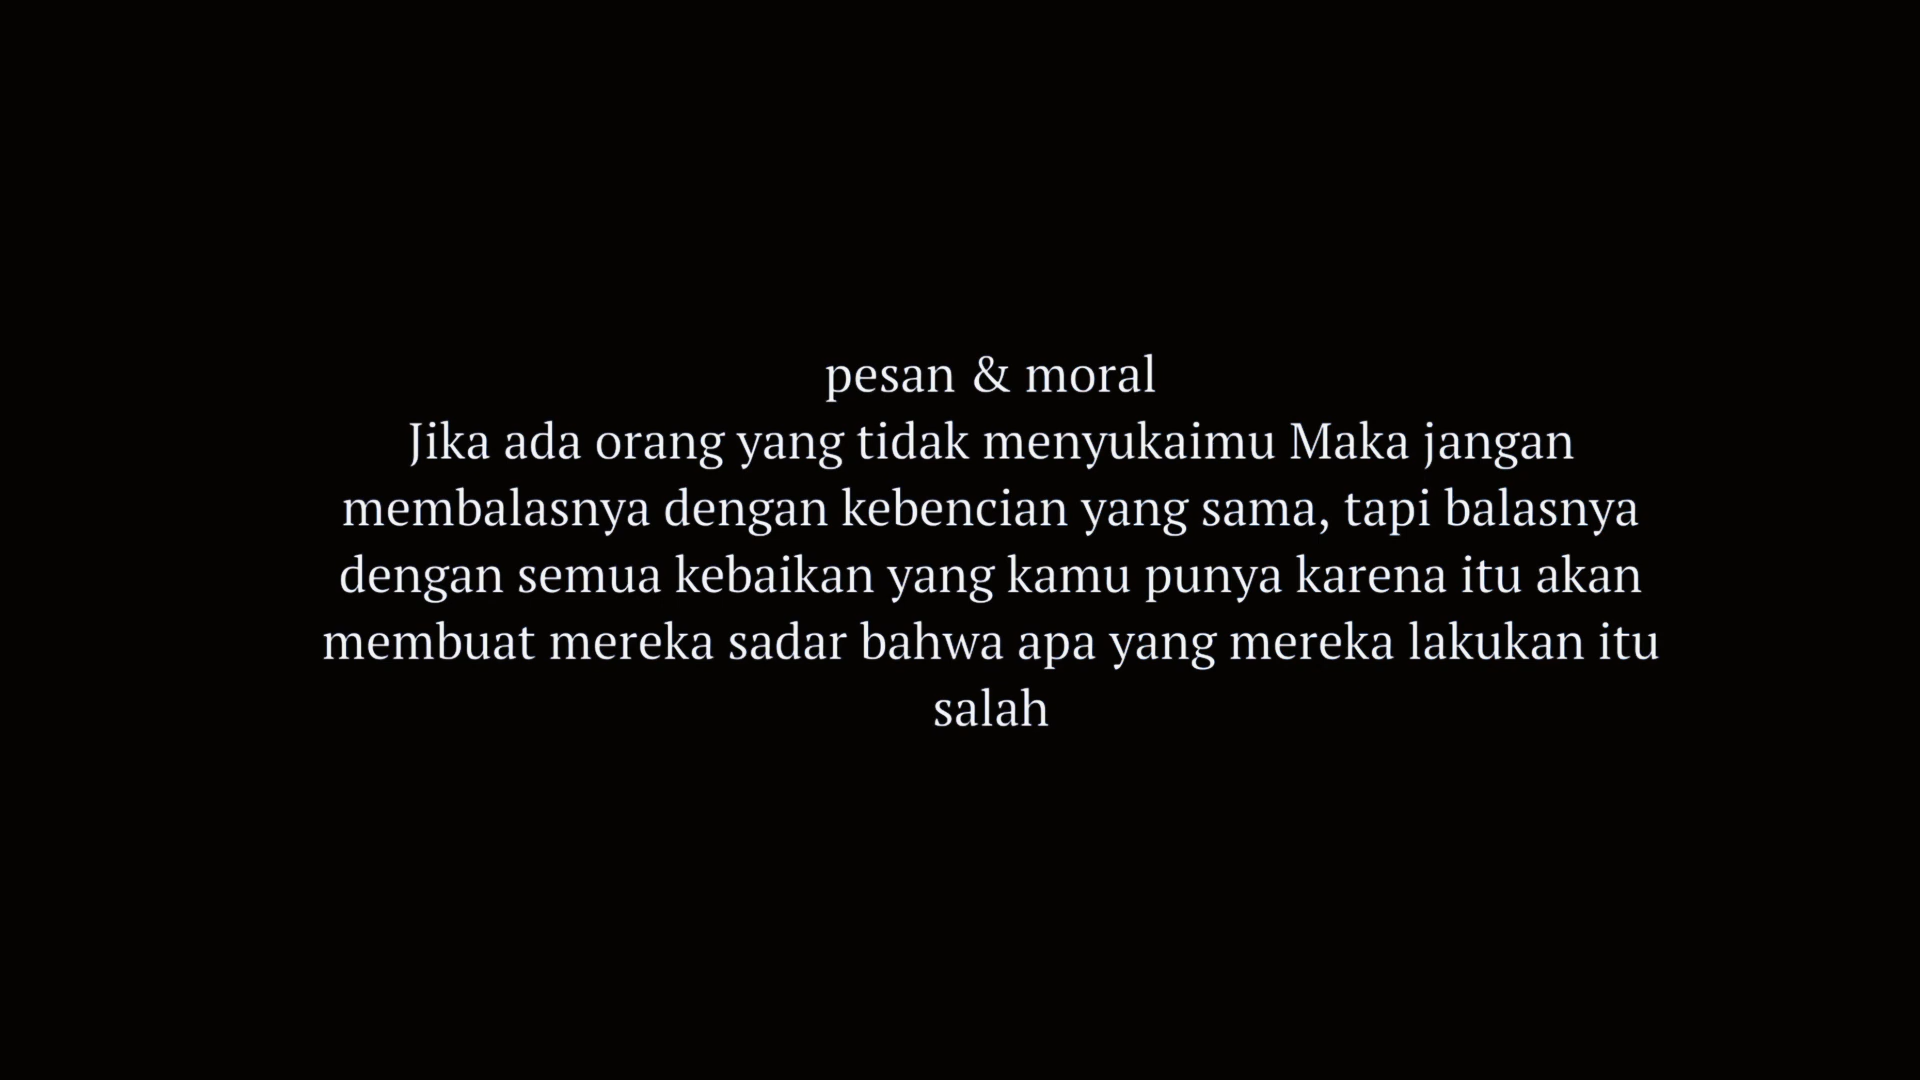 pesan & moral
Jika ada orang yang tidak menyukaimu Maka jangan
membalasnya dengan kebencian yang sama, tapi balasnya
dengan semua kebaikan yang kamu punya karena itu akan
membuat mereka sadar bahwa apa yang mereka lakukan itu
salah